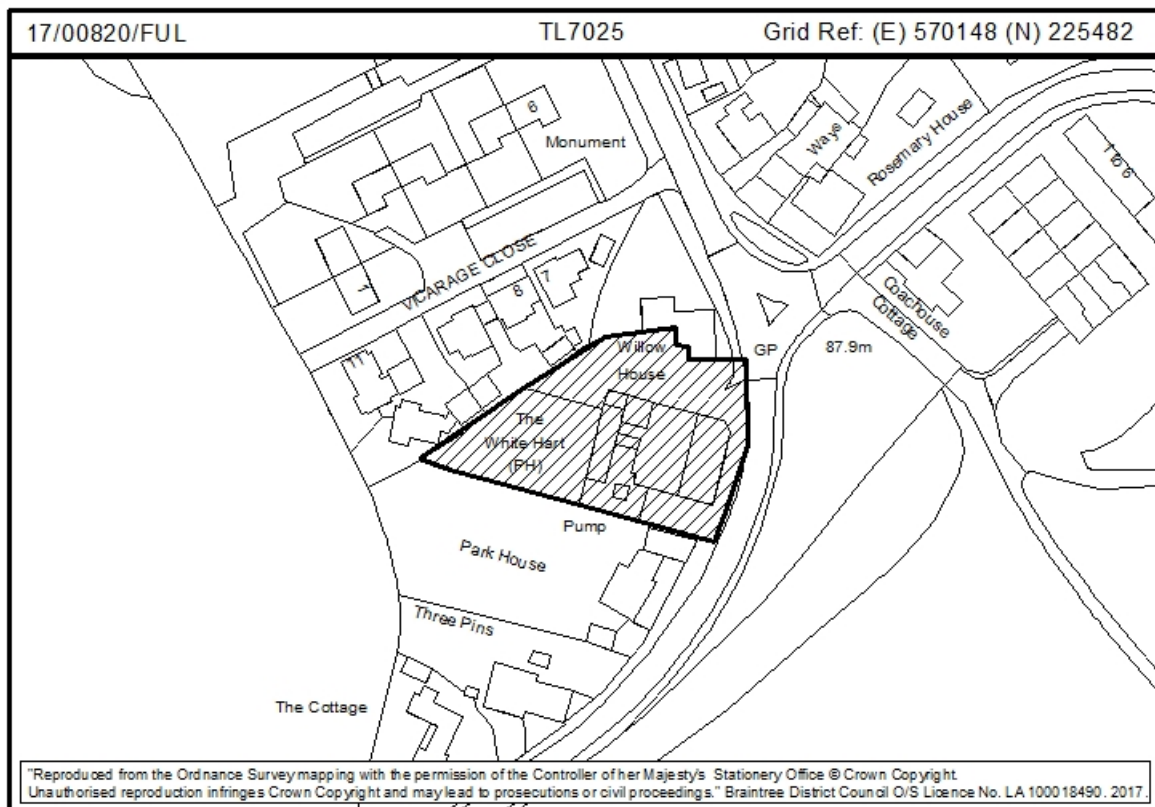 17/00820/FUL TL7025 Grid Ref: (E) 570148 (N) 225482
6
Monument
Ways
Rosemary House
1 to 6
VICARAGE CLOSE
1
7
8
11
Coachouse
Cottage
Willow
House
GP
87.9m
The
White Hart
(PH)
Pump
Park House
Three Pins
The Cottage
"Reproduced from the Ordnance Survey mapping with the permission of the Controller of her Majesty's Stationery Office © Crown Copyright.
Unauthorised reproduction infringes Crown Copyright and may lead to prosecutions or civil proceedings." Braintree District Council O/S Licence No. LA 100018490. 2017.